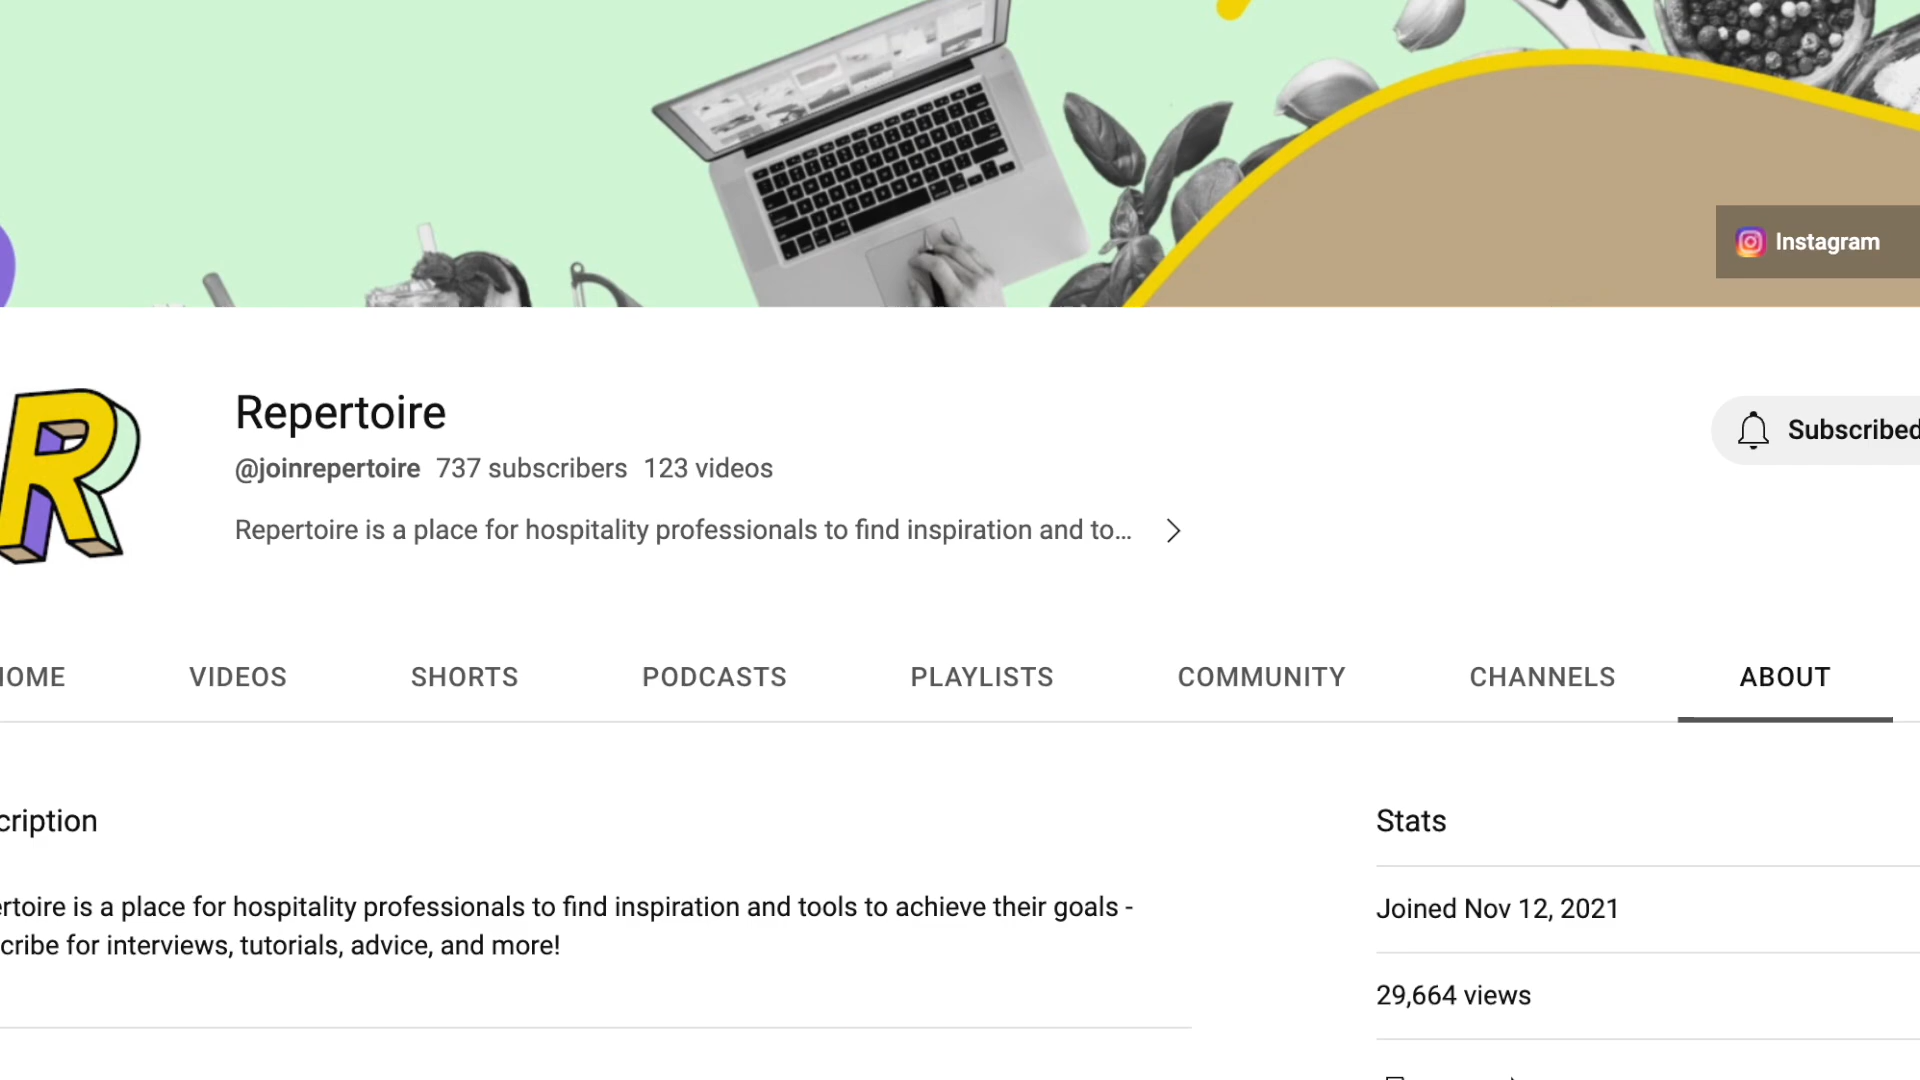 Instagram
R
Repertoire
@joinrepertoire 737 subscribers 123 videos
Subscribed
Repertoire is a place for hospitality professionals to find inspiration and to...
HOME VIDEOS SHORTS PODCASTS PLAYLISTS COMMUNITY CHANNELS ABOUT
cription
Stats
ertoire is a place for hospitality professionals to find inspiration and tools to achieve their goals -
cribe for interviews, tutorials, advice, and more!
Joined Nov 12, 2021
29,664 views